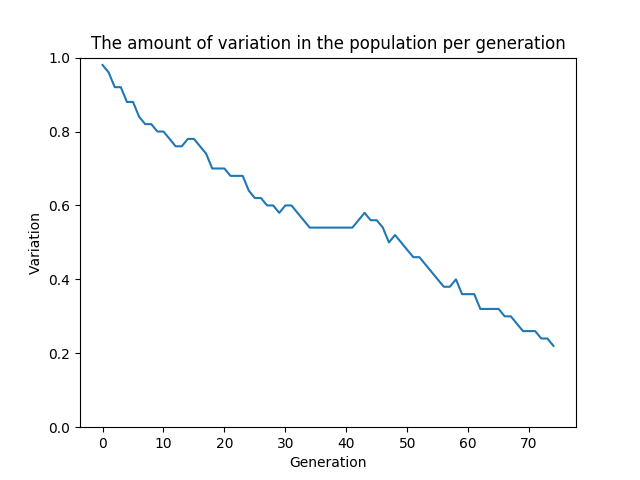 The amount of variation in the population per generation
1.0
0.8
0.6
0.4
0.2
0.0
Variation
0 10 20 30 40 50 60 70
Generation